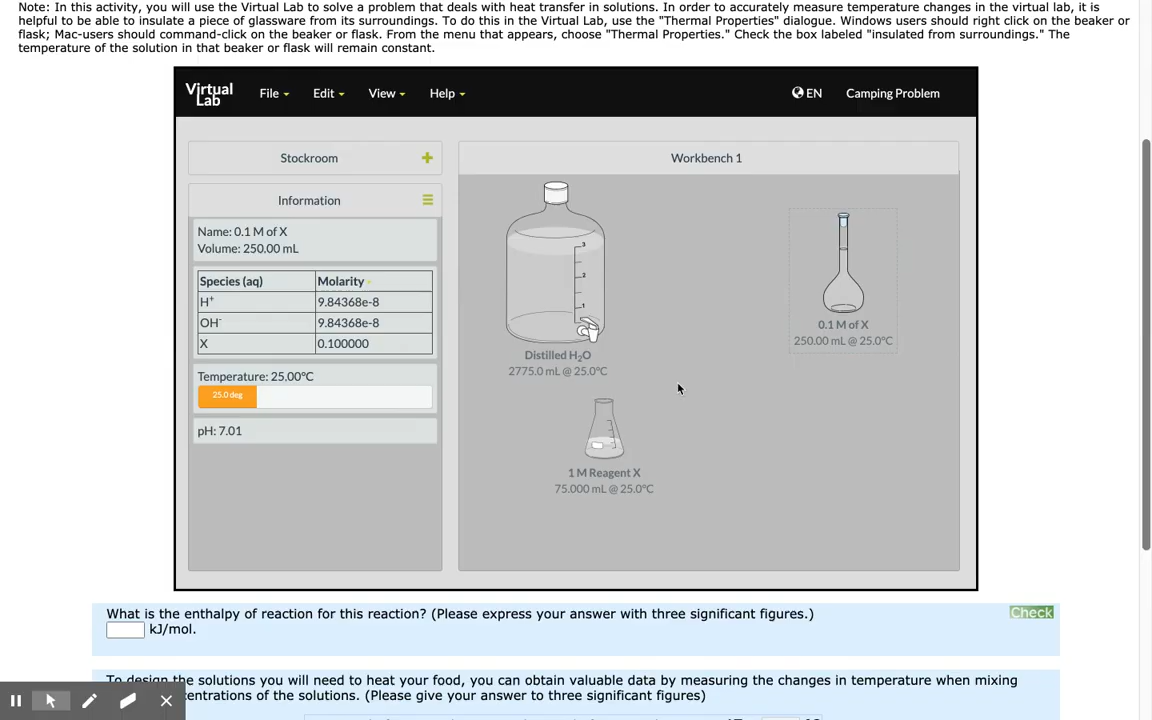 Note: In this activity, you will use the Virtual Lab to solve a problem that deals with heat transfer in solutions. In order to accurately measure temperature changes in the virtual lab, it is
helpful to be able to insulate a piece of glassware from its surroundings. To do this in the Virtual Lab, use the "Thermal Properties" dialogue. Windows users should right click on the beaker or
flask; Mac-users should command-click on the beaker or flask. From the menu that appears, choose "Thermal Properties." Check the box labeled "insulated from surroundings." The
temperature of the solution in that beaker or flask will remain constant.
Virtual Lab File Edit View Help EN Camping Problem
Stockroom
Workbench 1
Information
Name: 0.1 M of X
Volume: 250.00 mL
Species (aq) Molarity
H⁺ 9.84368e-8
OH⁻ 9.84368e-8
X 0.100000
Temperature: 25.00°C
25.0 deg
pH: 7.01
3
2
1
Distilled H₂O
2775.0 mL @ 25.0°C
0.1 M of X
250.00 mL @ 25.0°C
1 M Reagent X
75.000 mL @ 25.0°C
What is the enthalpy of reaction for this reaction? (Please express your answer with three significant figures.)
Check
kJ/mol.
To design the solutions you will need to heat your food, you can obtain valuable data by measuring the changes in temperature when mixing
centrations of the solutions. (Please give your answer to three significant figures)